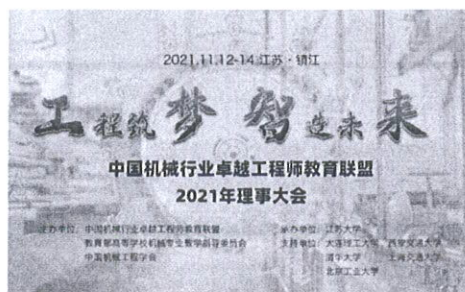 2021.11.12-14 江苏·镇江
工程筑梦 智造未来
中国机械行业卓越工程师教育联盟
2021年理事大会
主办单位: 中国机械行业卓越工程师教育联盟
教育部高等学校机械专业教学指导委员会
中国机械工程学会
承办单位: 江苏大学
支持单位: 大连理工大学 西安交通大学
清华大学 上海交通大学
北京工业大学